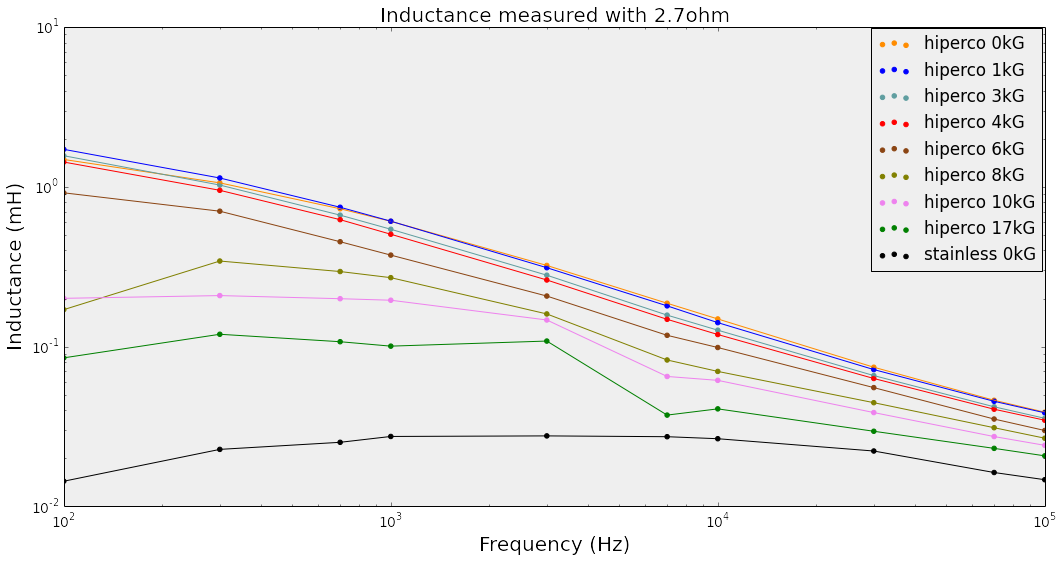 Inductance measured with 2.7ohm
10^1
10^0
10^-1
10^-2
Inductance (mH)
hiperco 0kG
hiperco 1kG
hiperco 3kG
hiperco 4kG
hiperco 6kG
hiperco 8kG
hiperco 10kG
hiperco 17kG
stainless 0kG
10^2 10^3 10^4 10^5
Frequency (Hz)